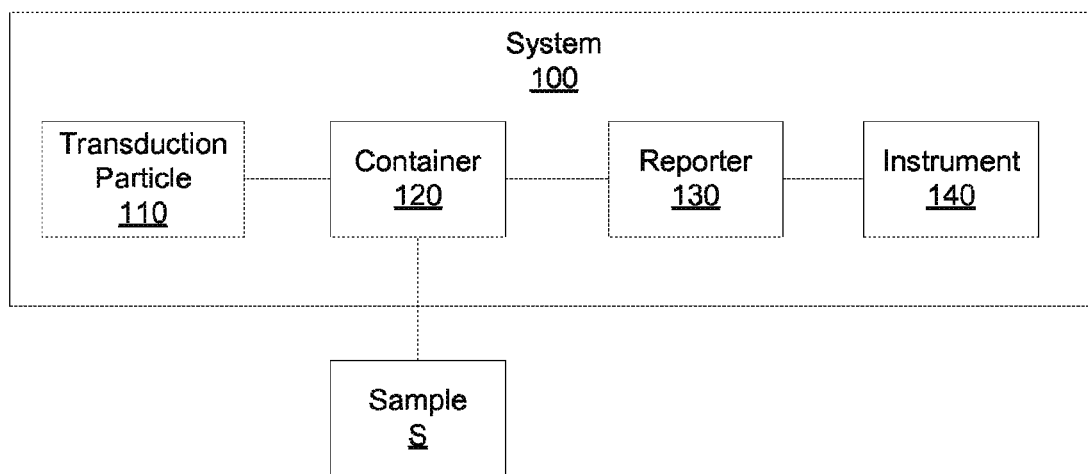 System
100
Transduction
Particle
110
Container
120
Reporter
130
Instrument
140
Sample
S